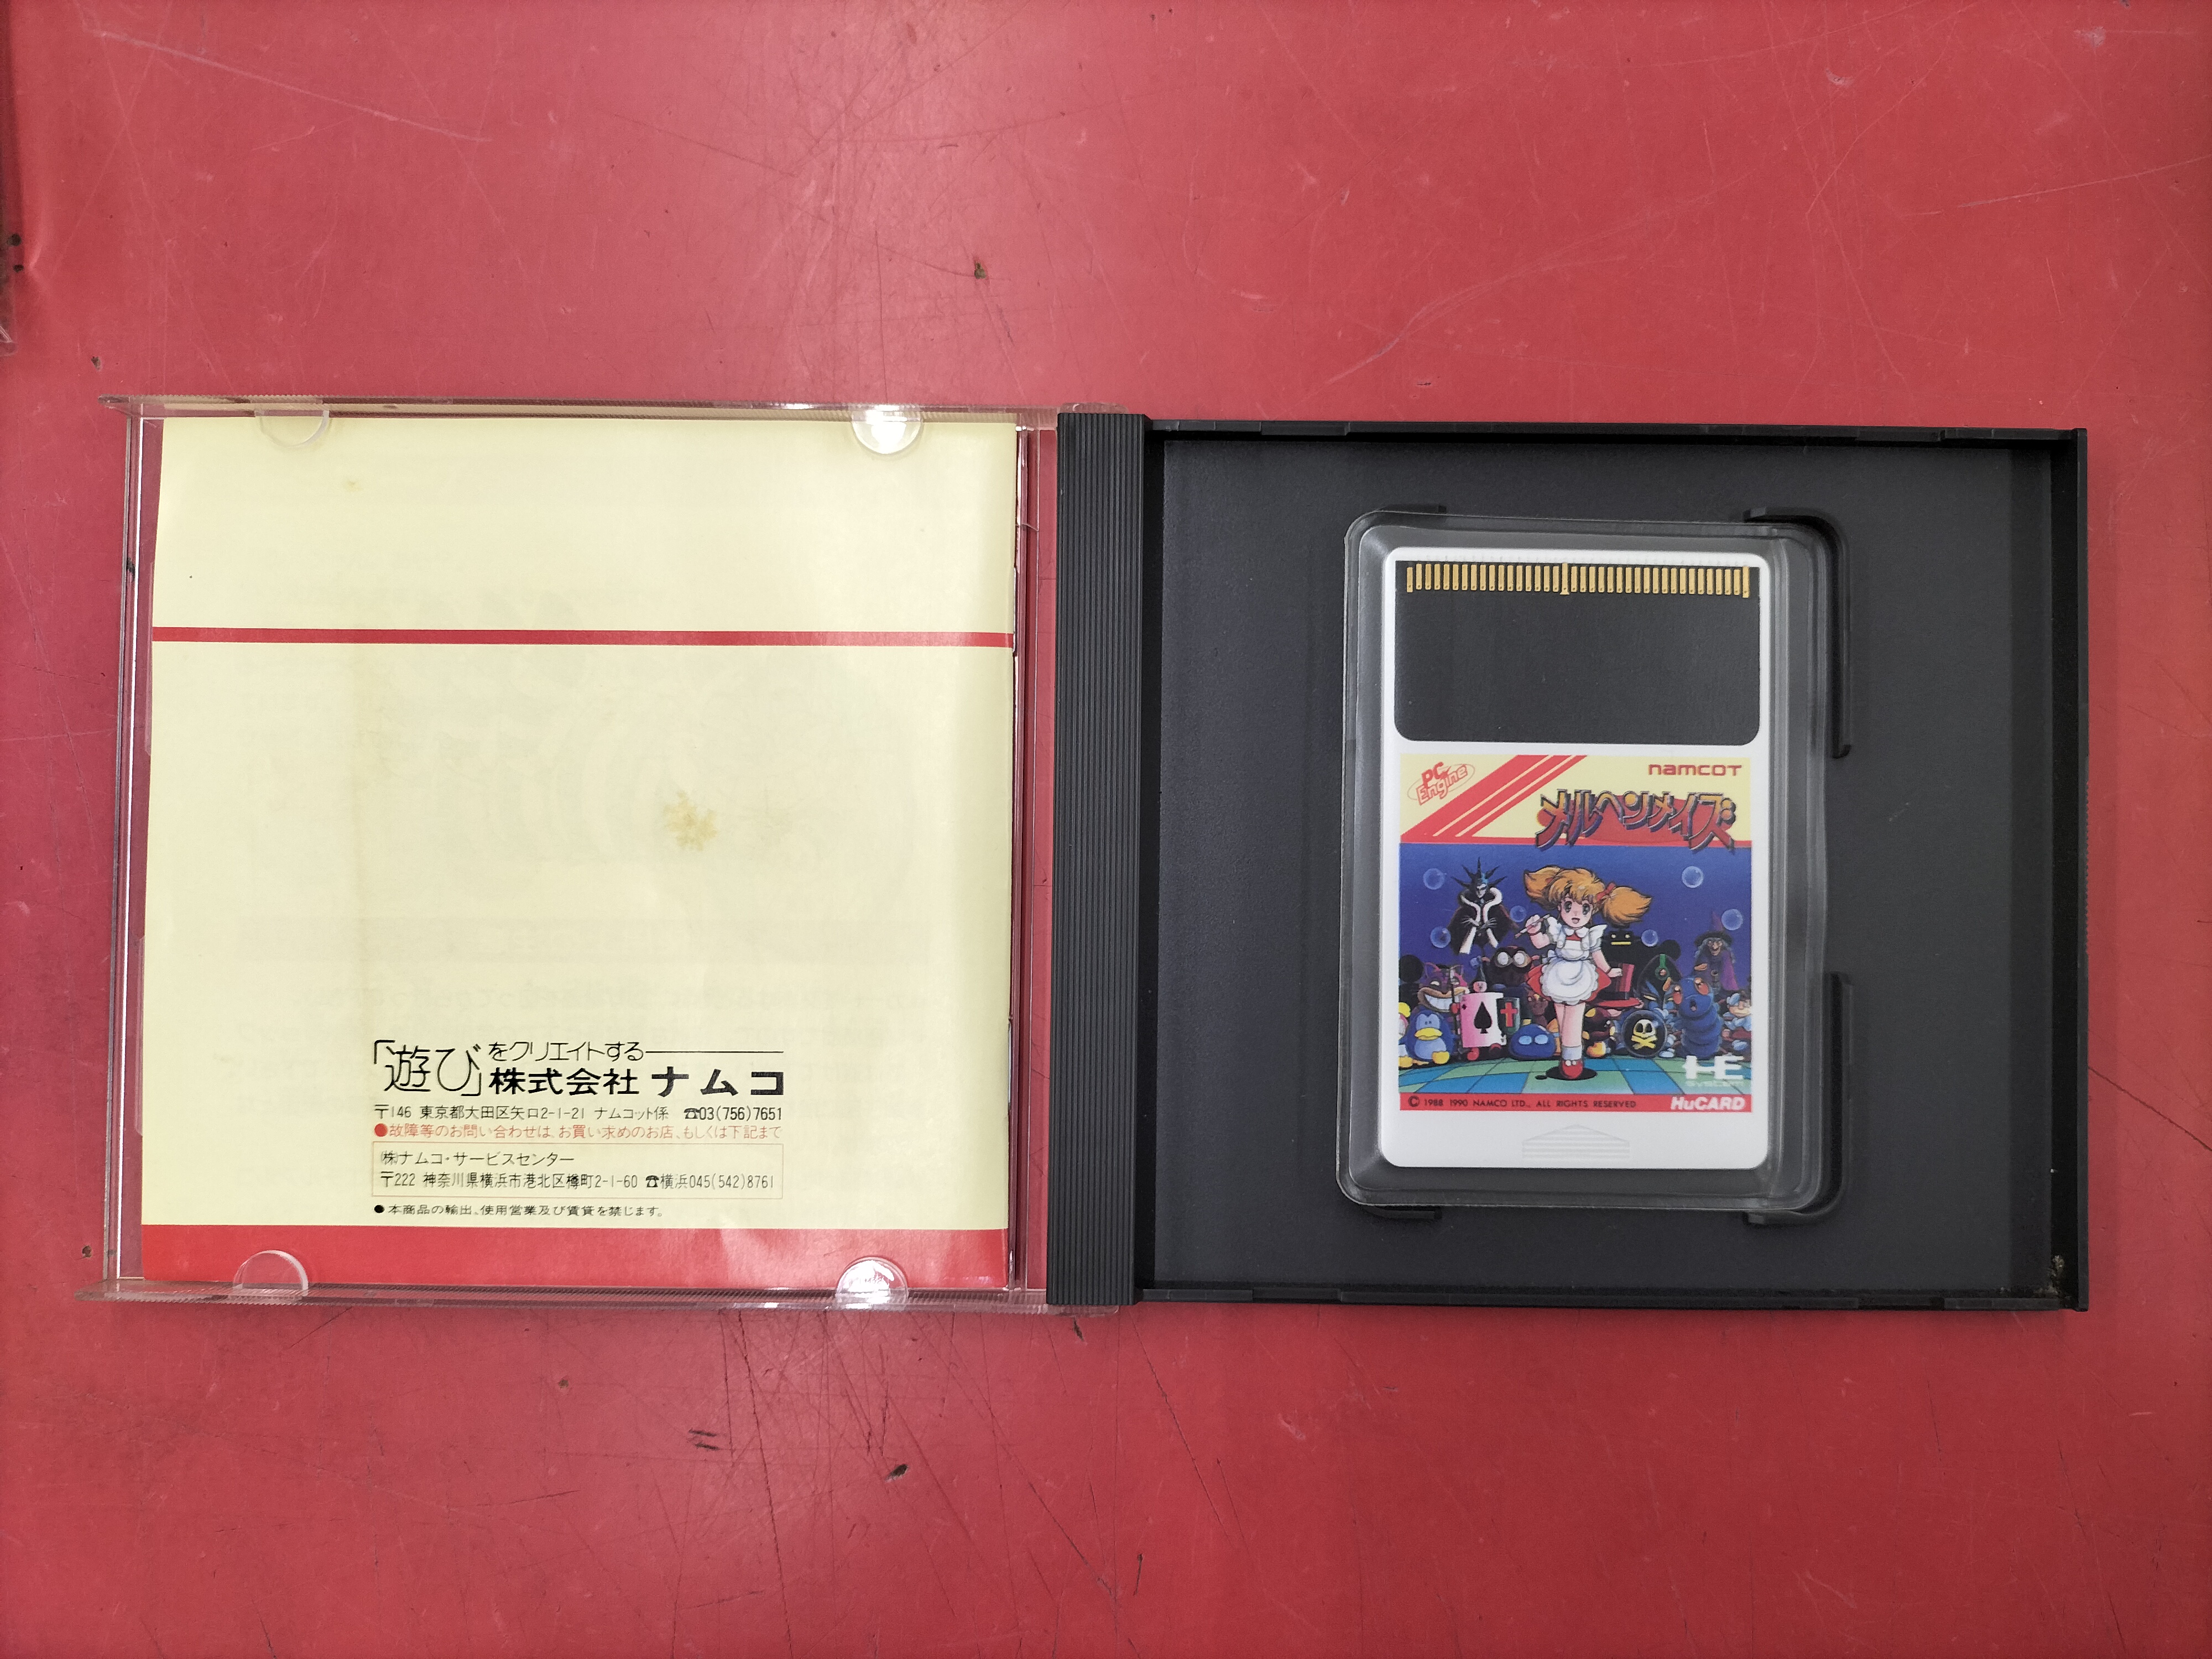 「遊び」をクリエイトする
株式会社ナムコ
〒146 東京都大田区矢口2-1-21 ナムコット係 ☎03(756)7651
●故障等のお問い合わせは、お買い求めのお店、もしくは下記まで
㈱ナムコ・サービスセンター
〒222 神奈川県横浜市港北区樽町2-1-60 ☎横浜045(542)8761
●本商品の輸出、使用営業及び賃貸を禁じます。
PC Engine
namcot
メルヘンメイズ
HE
SYSTEM
© 1988 1990 NAMCO LTD., ALL RIGHTS RESERVED
HuCARD